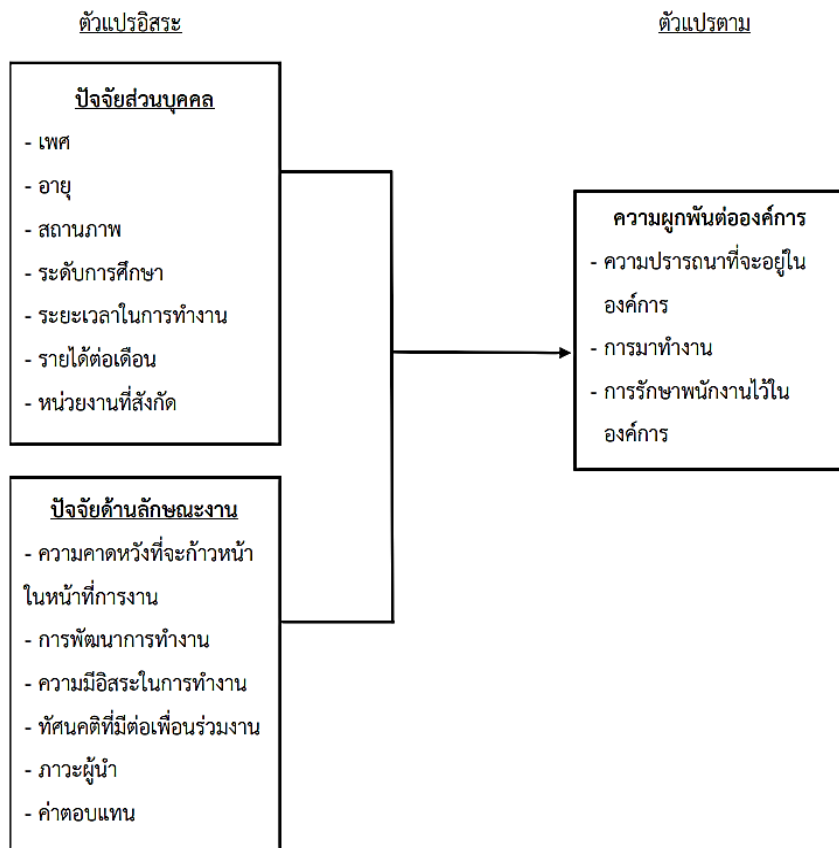 ตัวแปรอิสระ
ตัวแปรตาม
ปัจจัยส่วนบุคคล
- เพศ
- อายุ
- สถานภาพ
- ระดับการศึกษา
- ระยะเวลาในการทำงาน
- รายได้ต่อเดือน
- หน่วยงานที่สังกัด
ปัจจัยด้านลักษณะงาน
- ความคาดหวังที่จะก้าวหน้า
ในหน้าที่การงาน
- การพัฒนาการทำงาน
- ความมีอิสระในการทำงาน
- ทัศนคติที่มีต่อเพื่อนร่วมงาน
- ภาวะผู้นำ
- ค่าตอบแทน
ความผูกพันต่อองค์การ
- ความปรารถนาที่จะอยู่ใน
องค์การ
- การมาทำงาน
- การรักษาพนักงานไว้ใน
องค์การ